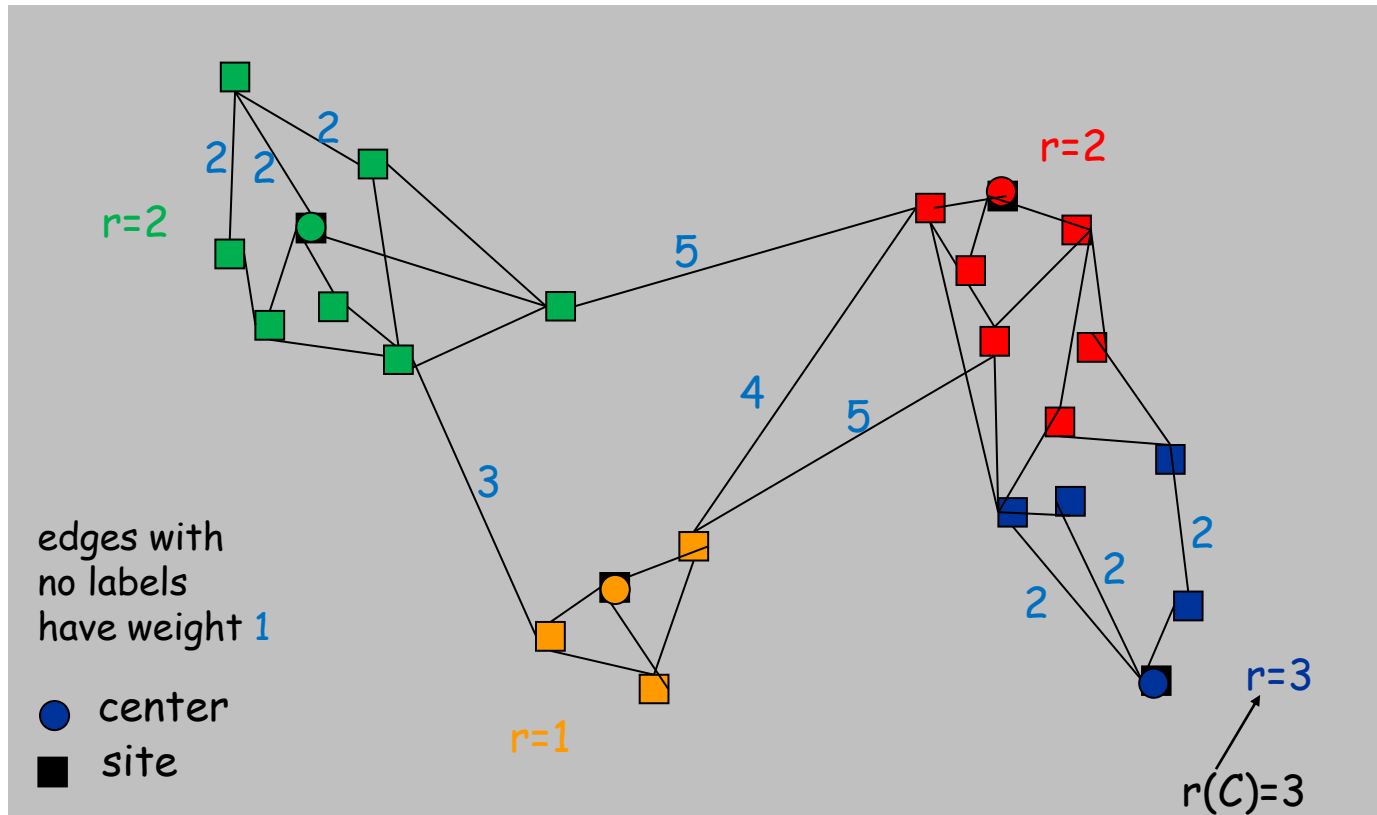 2
2
2
r=2
r=2
5
4
5
3
2
2
2
edges with
no labels
have weight 1
center
site
r=1
r=3
r(C)=3